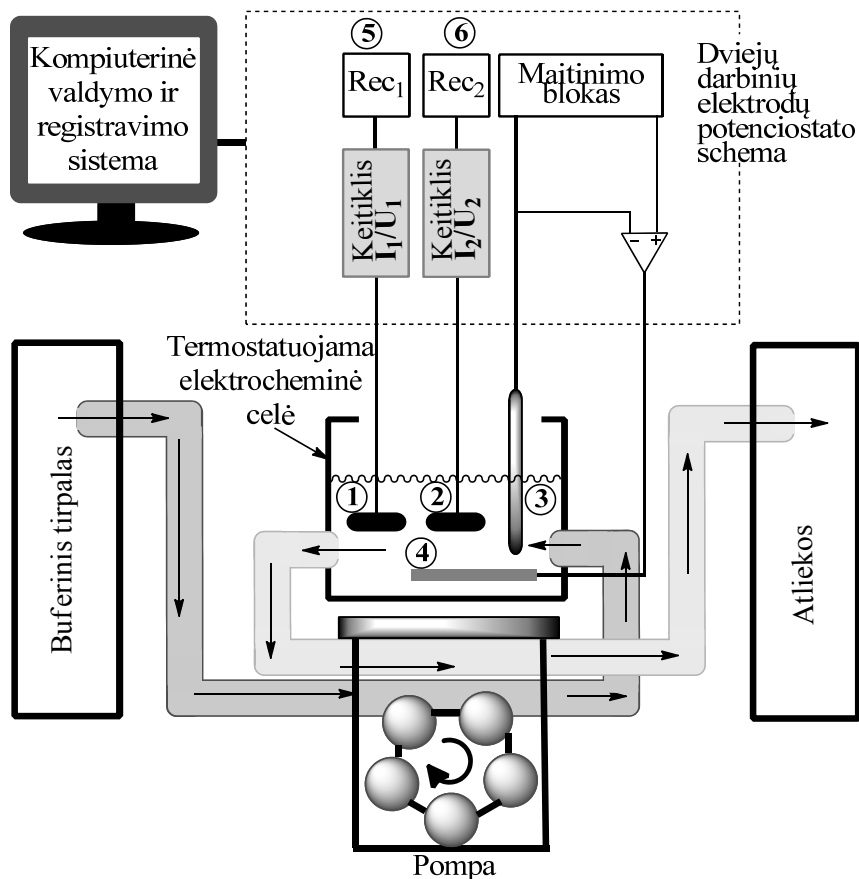 Kompiuterinė
valdymo ir
registravimo
sistema
5
6
Rec1
Rec2
Maitinimo
blokas
Dviejų
darbinių
elektrodų
potenciostato
schema
Keitiklis
I1/U1
Keitiklis
I2/U2
- +
Termostatuojama
elektrocheminė
celė
1
2
3
4
Buferinis tirpalas
Atliekos
Pompa